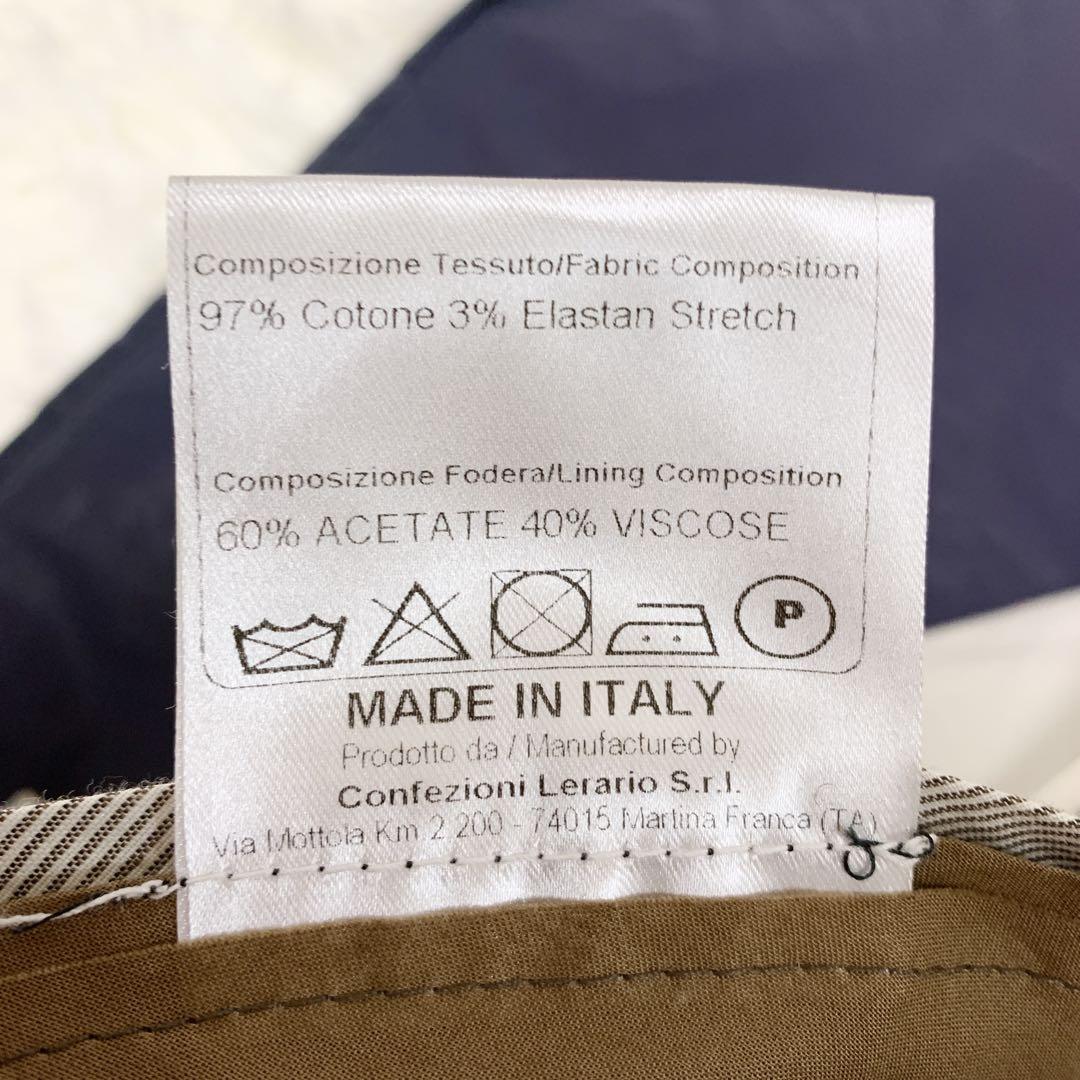 Composizione Tessuto/Fabric Composition
97% Cotone 3% Elastan Stretch
Composizione Fodera/Lining Composition
60% ACETATE 40% VISCOSE
P
MADE IN ITALY
Prodotto da / Manufactured by
Confezioni Lerario S.r.l.
Via Mottola Km 2.200 - 74015 Martina Franca (TA)